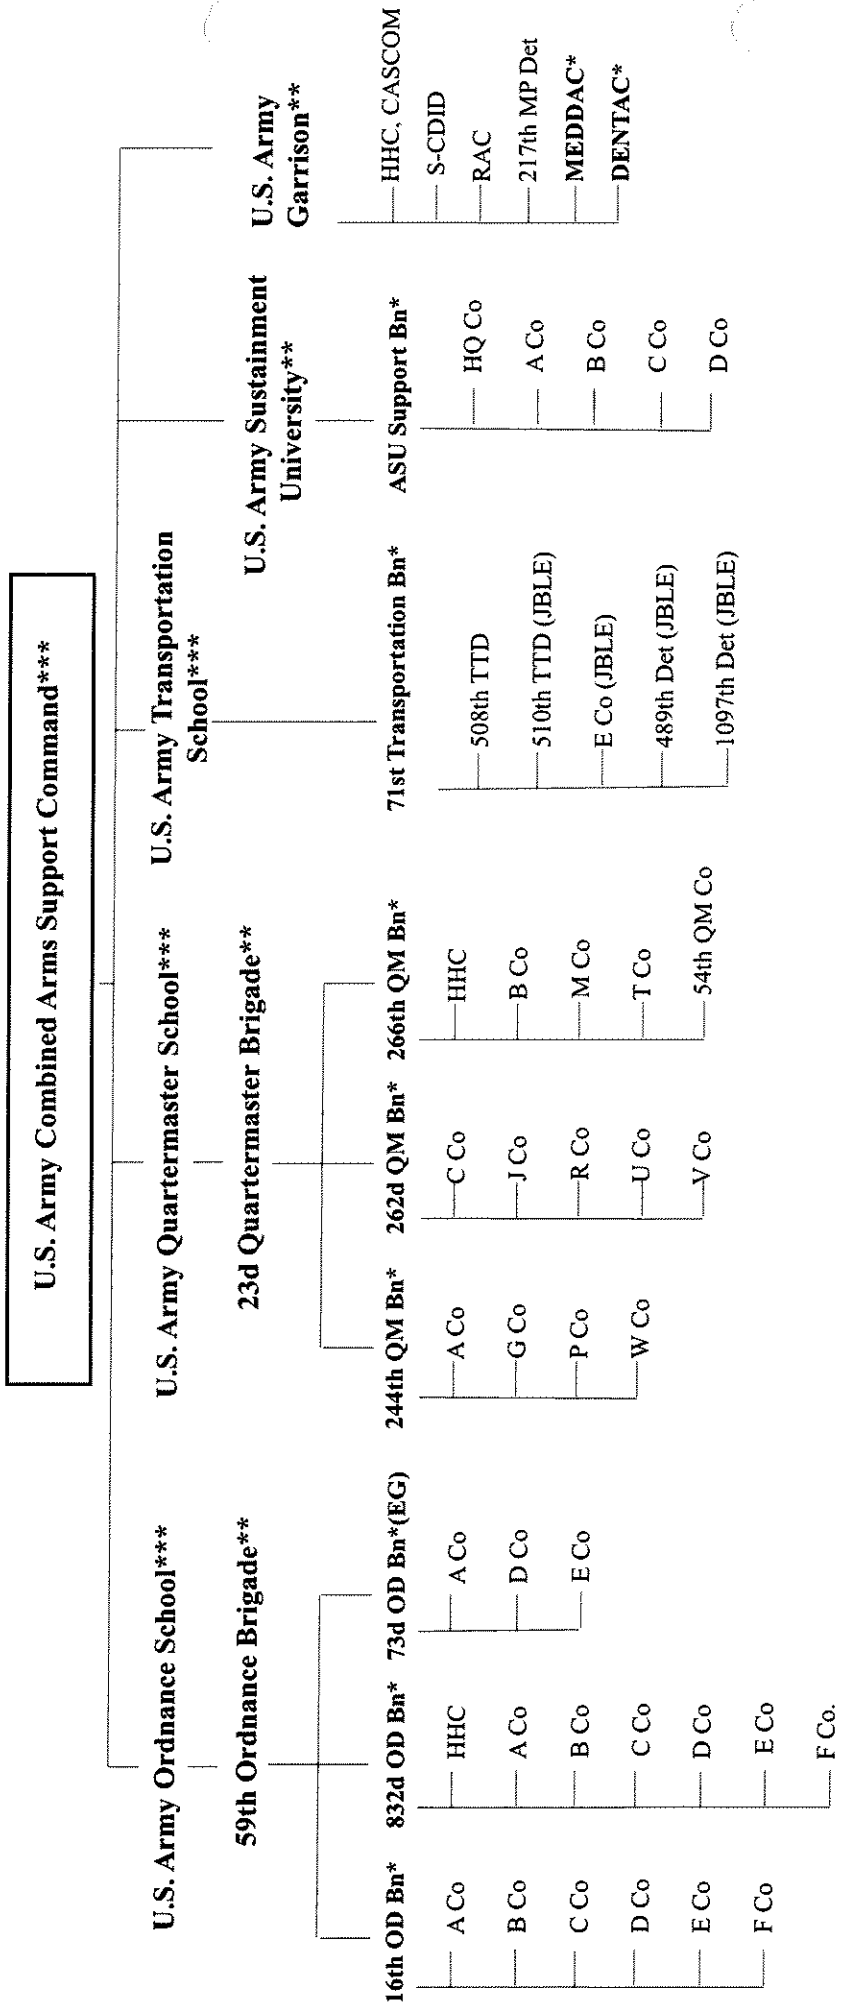 U.S. Army Combined Arms Support Command***
U.S. Army Ordnance School***
59th Ordnance Brigade**
16th OD Bn*
A Co
B Co
C Co
D Co
E Co
F Co
832d OD Bn*
HHC
A Co
B Co
C Co
D Co
E Co
F Co.
73d OD Bn*(EG)
A Co
D Co
E Co
U.S. Army Quartermaster School***
23d Quartermaster Brigade**
244th QM Bn*
A Co
G Co
P Co
W Co
262d QM Bn*
C Co
J Co
R Co
U Co
V Co
266th QM Bn*
HHC
B Co
M Co
T Co
54th QM Co
U.S. Army Transportation
School***
71st Transportation Bn*
508th TTD
510th TTD (JBLE)
E Co (JBLE)
489th Det (JBLE)
1097th Det (JBLE)
U.S. Army Sustainment
University**
ASU Support Bn*
HQ Co
A Co
B Co
C Co
D Co
U.S. Army
Garrison**
HHC, CASCOM
S-CDID
RAC
217th MP Det
MEDDAC*
DENTAC*